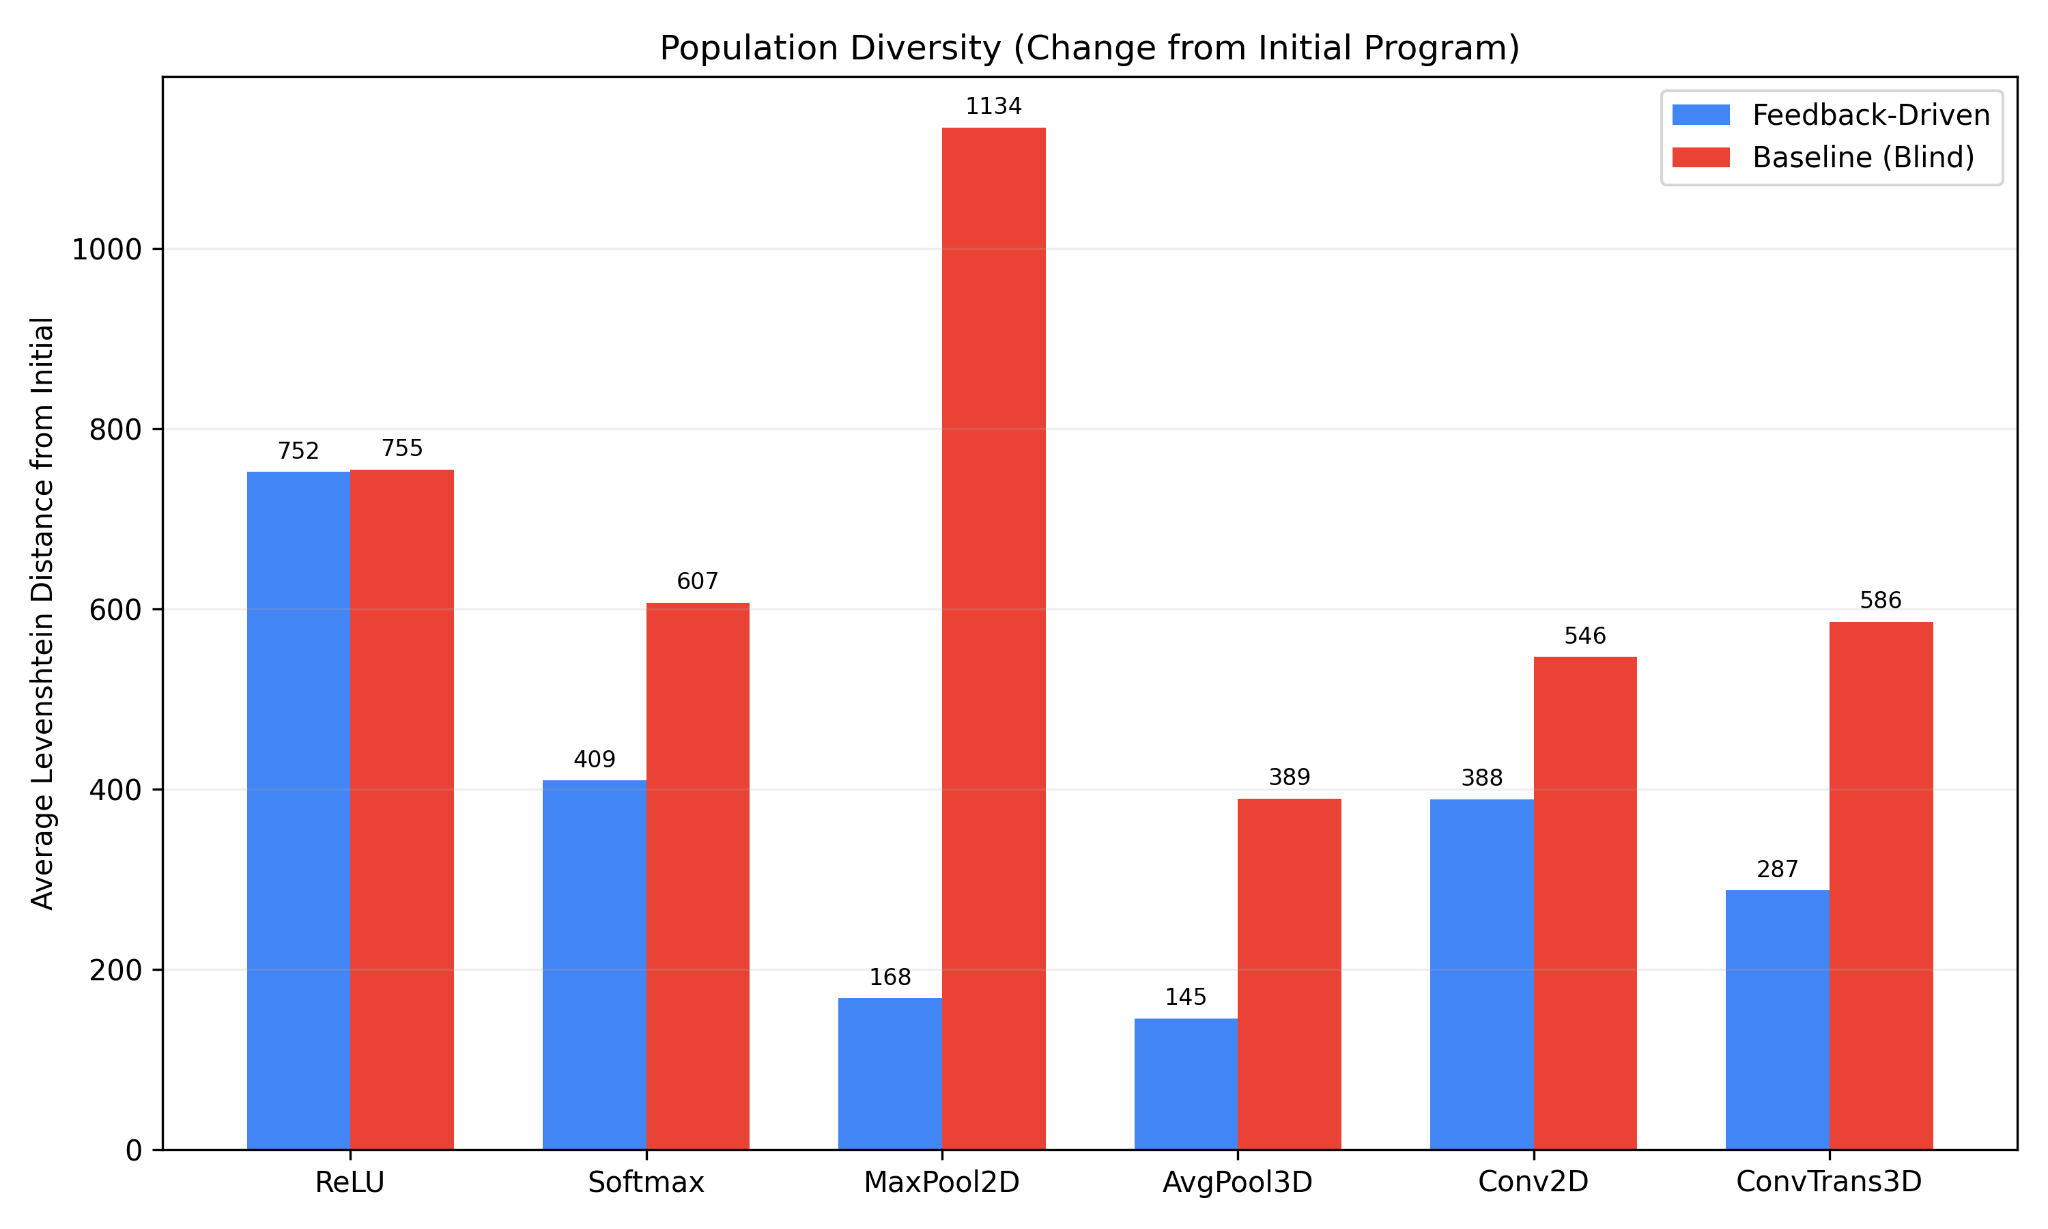 Population Diversity (Change from Initial Program)
Feedback-Driven
Baseline (Blind)
Average Levenshtein Distance from Initial
1000
800
600
400
200
0
752
755
409
607
168
1134
145
389
388
546
287
586
ReLU
Softmax
MaxPool2D
AvgPool3D
Conv2D
ConvTrans3D